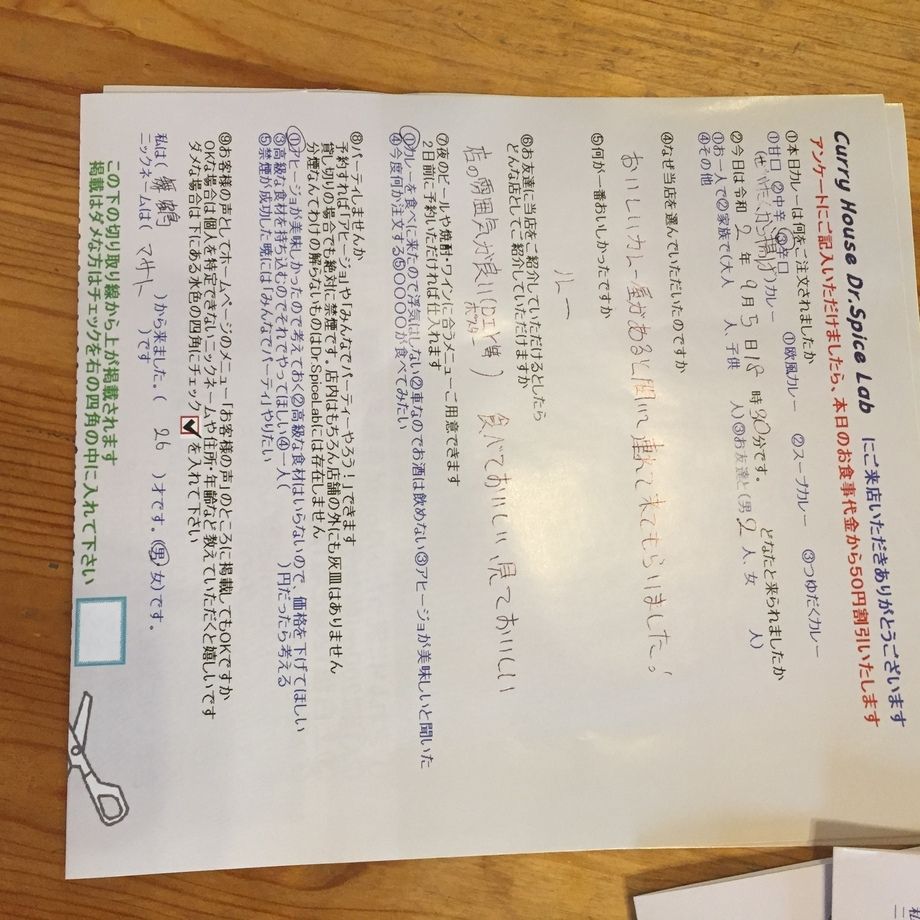 Curry House Dr.Spice Lab にご来店いただきありがとうございます
アンケートにご記入いただけましたら、本日のお食事代金から50円割引いたします
①本日カレーは何をご注文されましたか ①欧風カレー ②スープカレー ③つゆだくカレー
①甘口 ②中辛 ③辛口
カレー
②今日は令和 2 年 9 月 5 日 18 時 30 分です。 どなたと来られましたか
①お一人で②家族で(大人 人、子供 人)③お友達と(男 2 人、女 人)
④その他
④なぜ当店を選んでいただいたのですか
おいしいカレー屋があると聞いて連れて来てもらいました!
⑤何が一番おいしかったですか
ルー
⑥お友達に当店をご紹介していただけるとしたら
どんな店としてご紹介していただけますか
店の雰囲気が良い 食べておいしい、見ておいしい
⑦夜のビールや焼酎・ワインに合うメニューご用意できます
2日前に予約いただければ仕入れます
①カレーを食べに来たので浮気はしない②車なのでお酒は飲めない③アヒージョが美味しいと聞いた
④今度何か注文する⑤〇〇〇〇が食べてみたい
⑧パーティしませんか
予約すれば「アヒージョ」や「みんなでパーティーやろう！」できます
貸し切りの場合でも絶対に禁煙です。店内はもちろん店舗の外にも灰皿はありません
分煙なんてわけの解らないものはDr.SpiceLabには存在しません
①アヒージョが美味しかったので考えておく②高級な食材はいらないので、価格を下げてほしい
③高級な食材を持ち込むのでそれでやってほしい④一人( )円だったら考える
⑤禁煙が成功した暁には「みんなでパーティ」やりたい
⑨お客様の声としてホームページのメニュー「お客様の声」のところに掲載してもOKですか
OKな場合は個人を特定できないニックネームや住所・年齢など教えていただくと嬉しいです
ダメな場合は下にある水色の四角にチェック☑を入れて下さい
私は( 舞鶴 )から来ました。( 26 )才です。(男・女)です。
ニックネームは( マサト )です
この下の切り取り線から上が掲載されます
掲載はダメな方はチェックを右の四角の中に入れて下さい